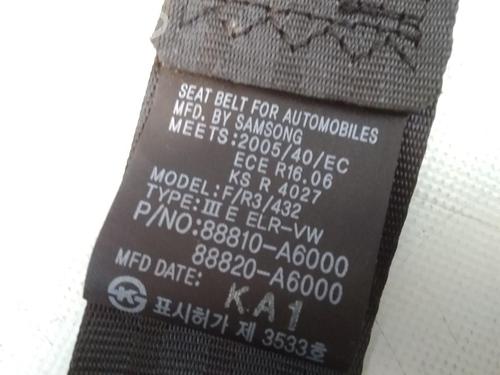 SEAT BELT FOR AUTOMOBILES
MFD. BY SAMSONG
MEETS:2005/40/EC
ECE R16.06
KS R 4027
MODEL: F/R3/432
TYPE:ⅢE ELR-VW
P/NO:88810-A6000
88820-A6000
MFD DATE: KA1
표시허가 제 3533호